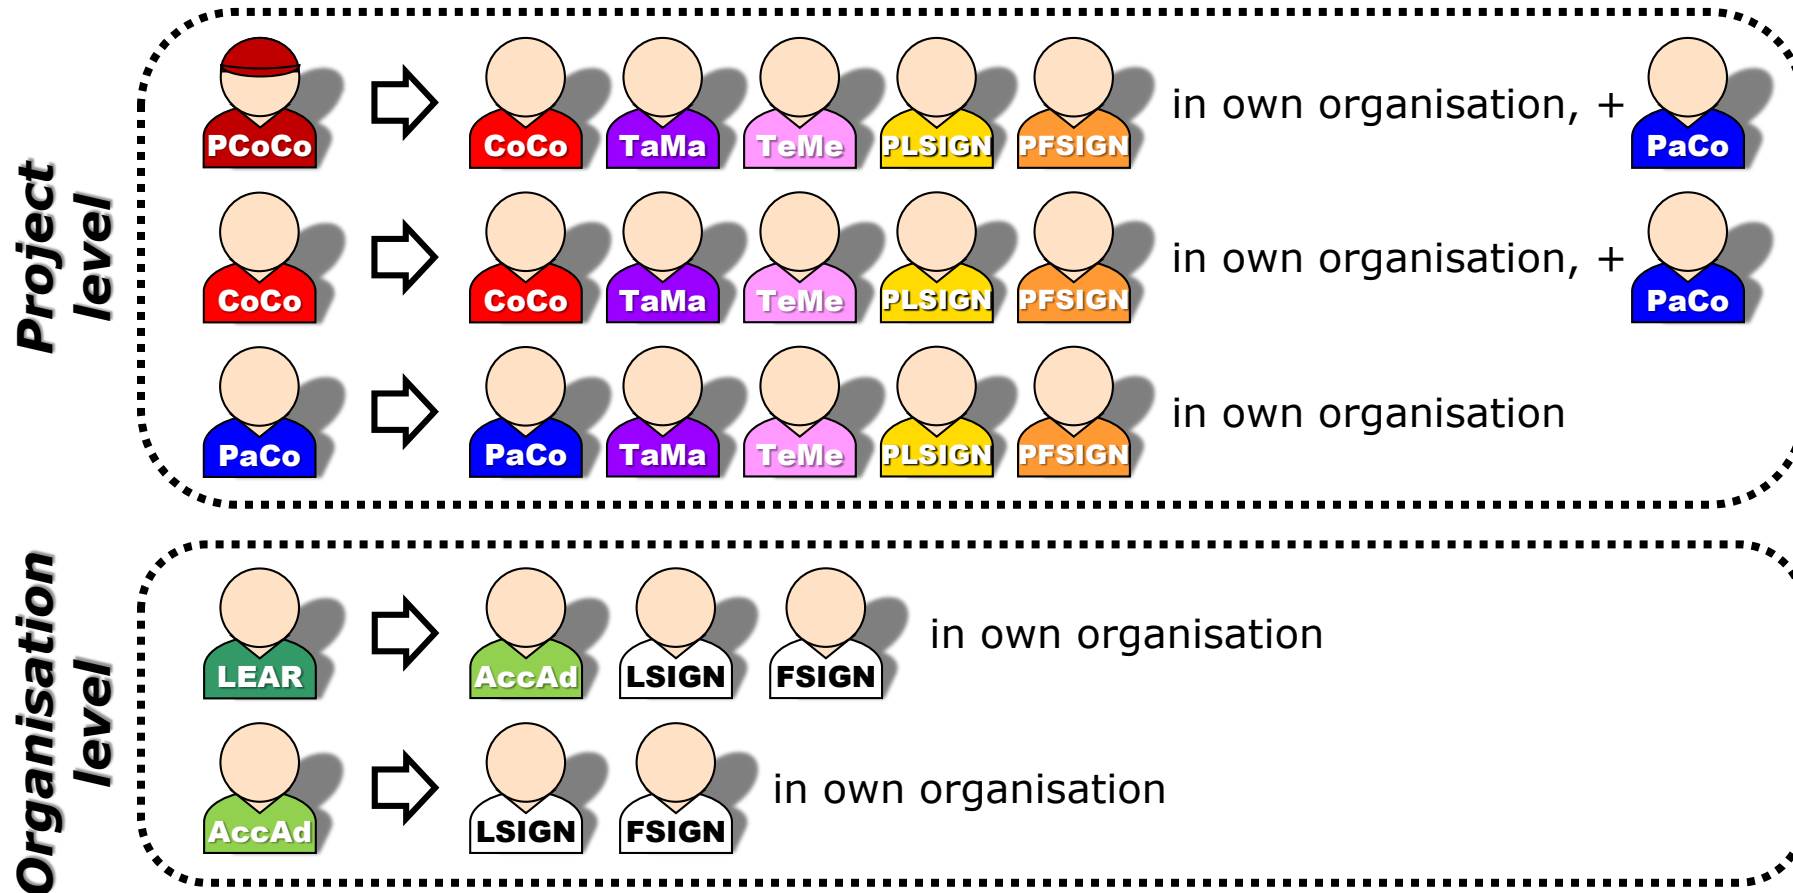 Project
level
PCoCo CoCo TaMa TeMe PLSIGN PFSIGN in own organisation, + PaCo
CoCo CoCo TaMa TeMe PLSIGN PFSIGN in own organisation, + PaCo
PaCo PaCo TaMa TeMe PLSIGN PFSIGN in own organisation
Organisation
level
LEAR AccAd LSIGN FSIGN in own organisation
AccAd LSIGN FSIGN in own organisation